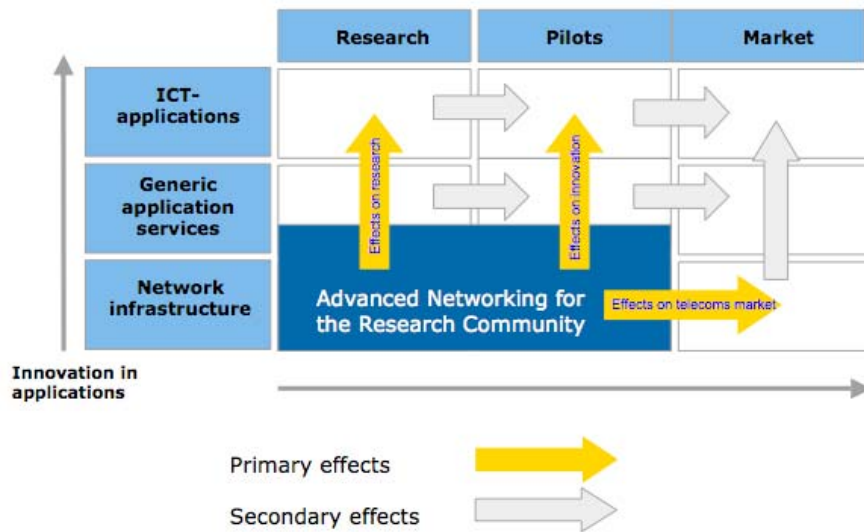 Research
Pilots
Market
ICT-
applications
Effects on research
Effects on innovation
Generic
application
services
Network
infrastructure
Advanced Networking for
the Research Community
Effects on telecoms market
Innovation in
applications
Primary effects
Secondary effects